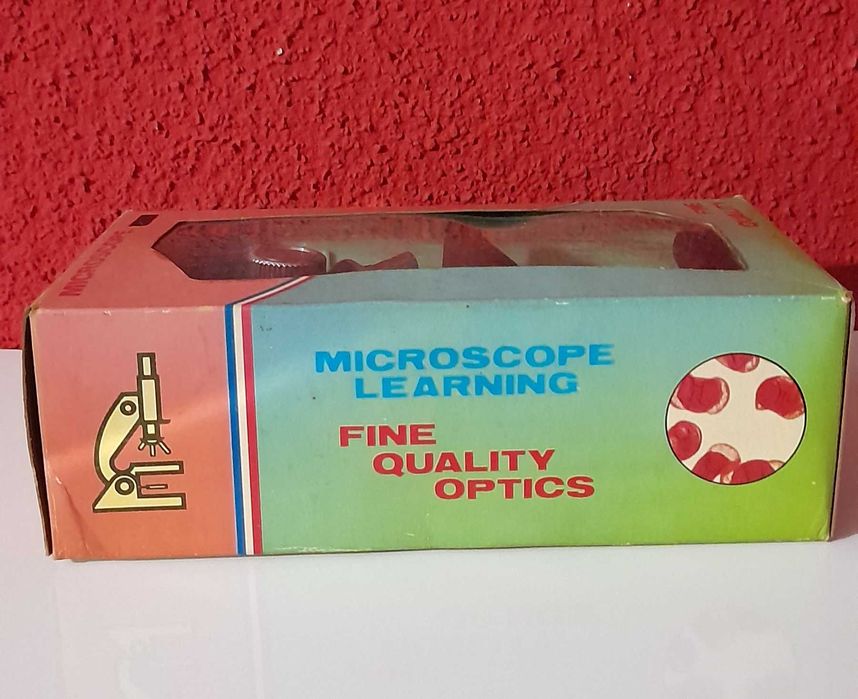 MICROSCOPE
LEARNING
FINE
QUALITY
OPTICS